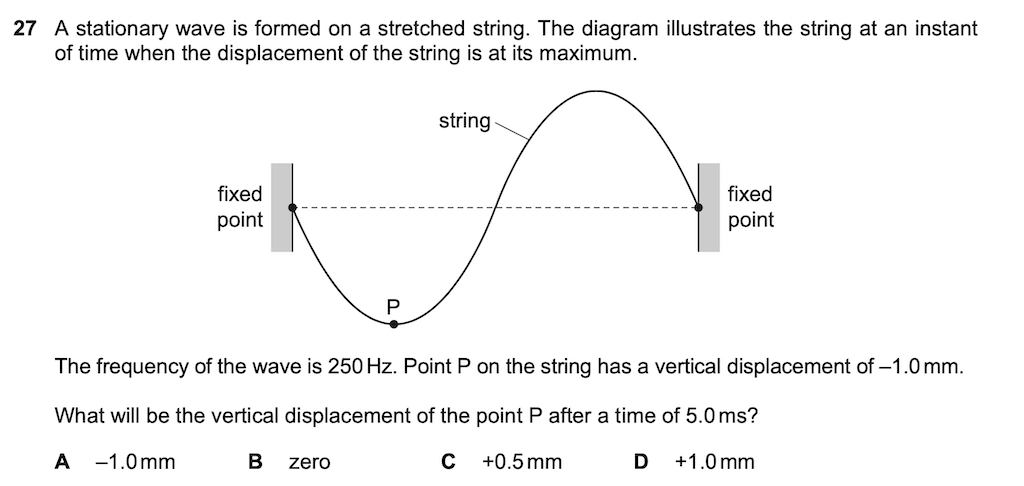 27 A stationary wave is formed on a stretched string. The diagram illustrates the string at an instant
of time when the displacement of the string is at its maximum.
string
fixed
point
fixed
point
P
The frequency of the wave is 250 Hz. Point P on the string has a vertical displacement of –1.0 mm.
What will be the vertical displacement of the point P after a time of 5.0 ms?
A –1.0 mm B zero C +0.5 mm D +1.0 mm